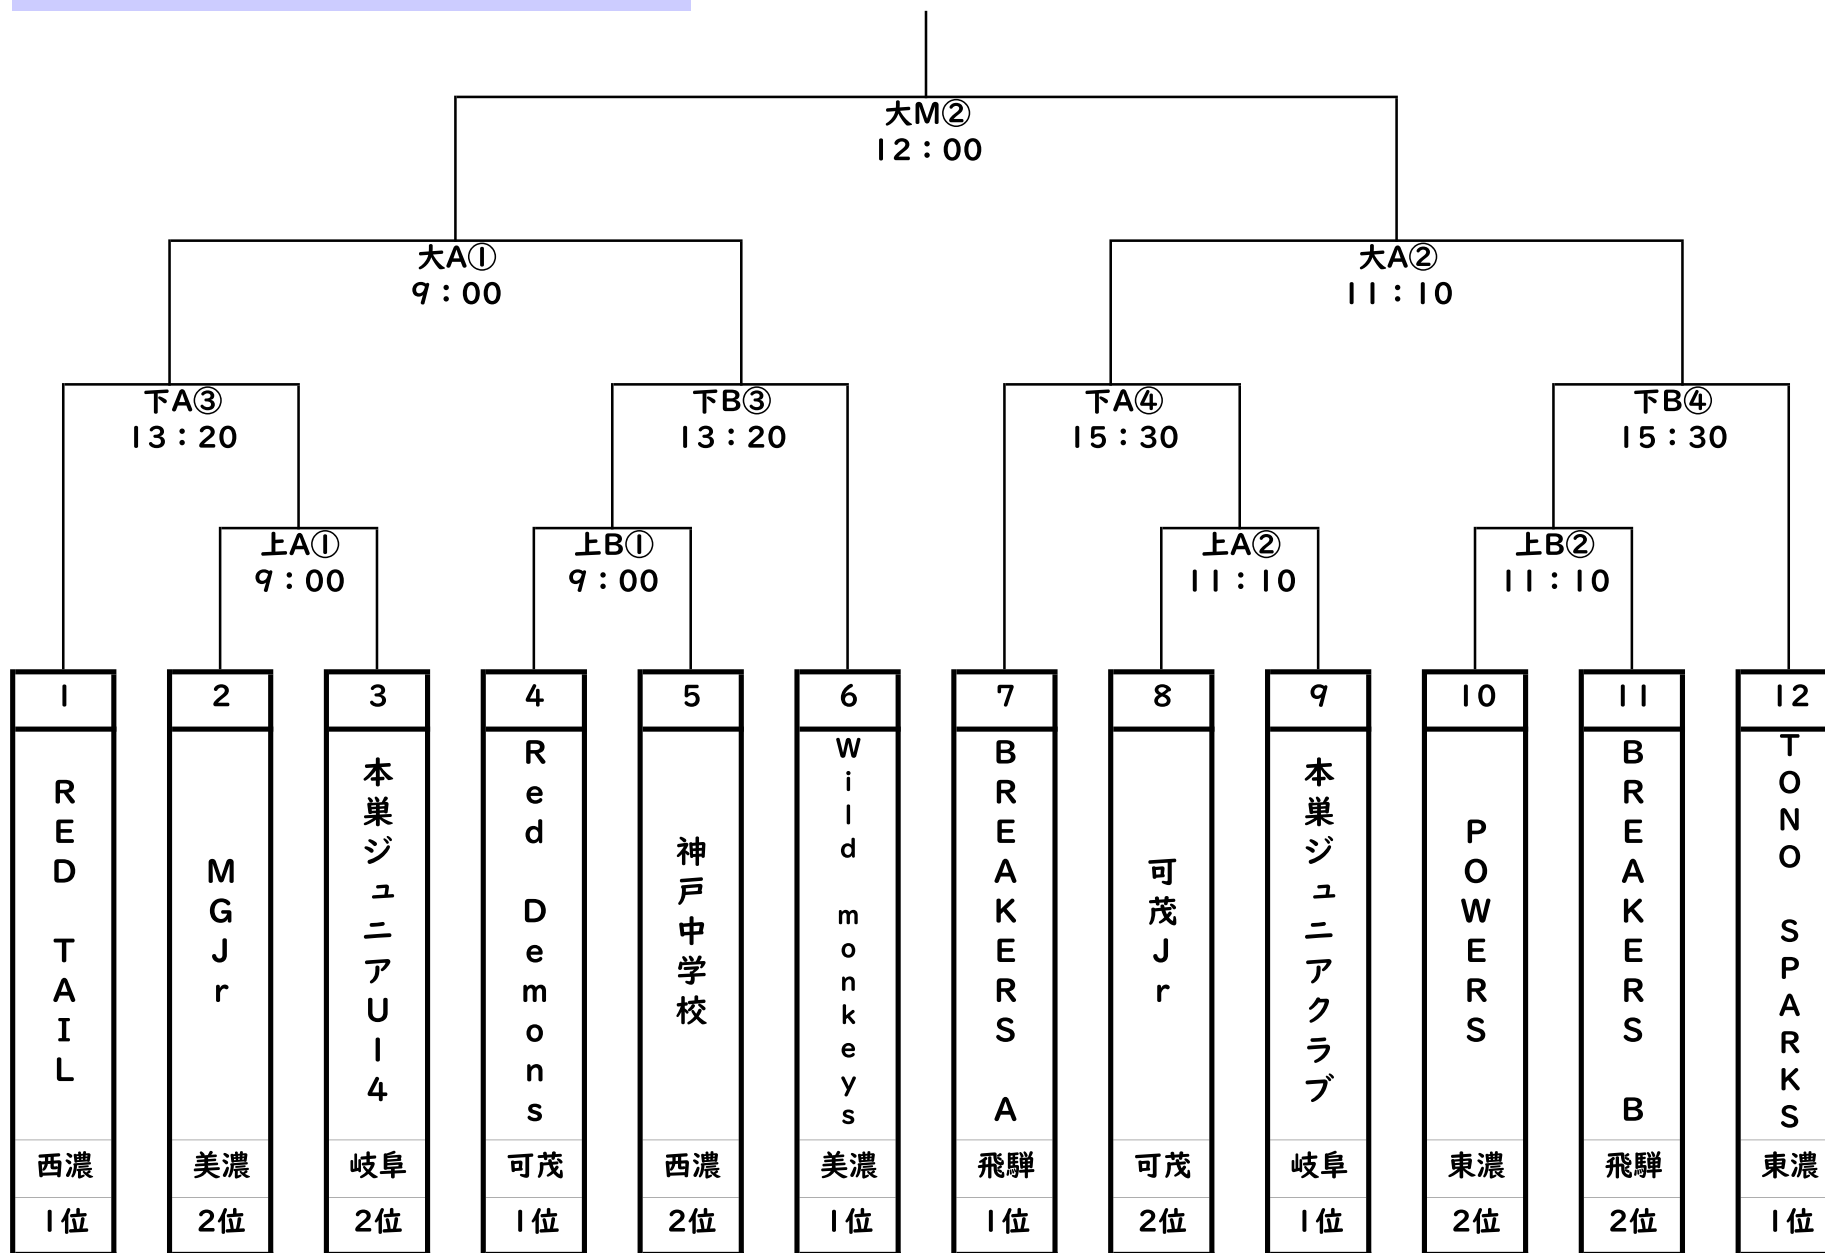 大M②
12：00
大A①
9：00
大A②
11：10
下A③
13：20
下B③
13：20
下A④
15：30
下B④
15：30
上A①
9：00
上B①
9：00
上A②
11：10
上B②
11：10
1
2
3
4
5
6
7
8
9
10
11
12
RED TAIL
MGJr
本巣ジュニアU14
Red Demons
神戸中学校
Wild monkeys
BREAKERS A
可茂Jr
本巣ジュニアクラブ
POWERS
BREAKERS B
TONO SPARKS
西濃
美濃
岐阜
可茂
西濃
美濃
飛騨
可茂
岐阜
東濃
飛騨
東濃
1位
2位
2位
1位
2位
1位
1位
2位
1位
2位
2位
1位